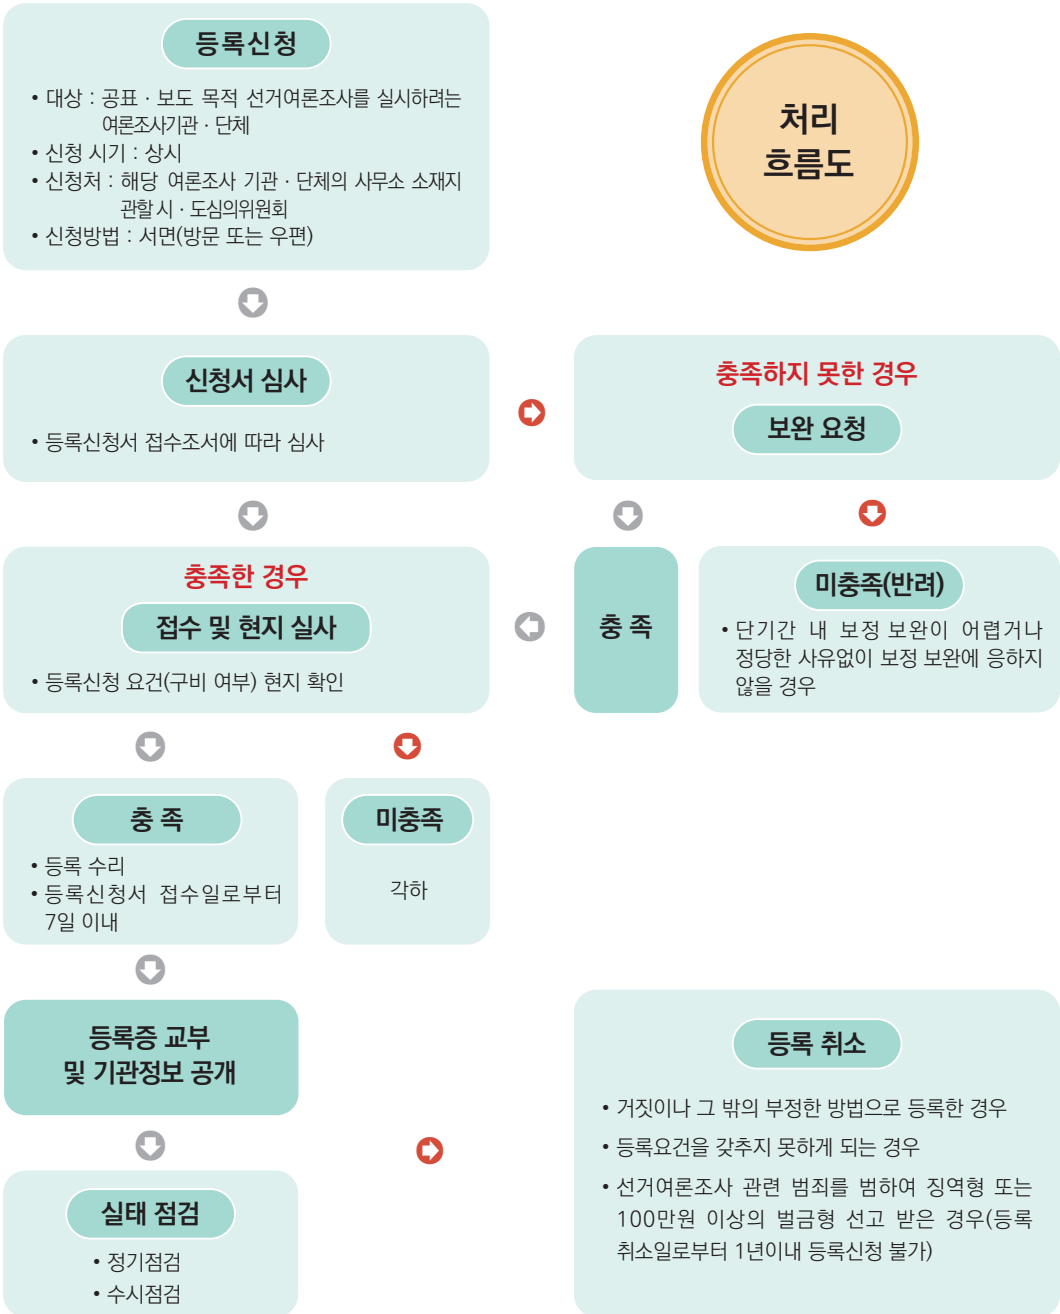 등록신청
• 대상 : 공표 · 보도 목적 선거여론조사를 실시하려는
여론조사기관 · 단체
• 신청 시기 : 상시
• 신청처 : 해당 여론조사 기관 · 단체의 사무소 소재지
관할 시 · 도심의위원회
• 신청방법 : 서면(방문 또는 우편)
처리
흐름도
신청서 심사
• 등록신청서 접수조서에 따라 심사
충족하지 못한 경우
보완 요청
충족한 경우
접수 및 현지 실사
• 등록신청 요건(구비 여부) 현지 확인
충 족
미충족(반려)
• 단기간 내 보정 보완이 어렵거나
정당한 사유없이 보정 보완에 응하지
않을 경우
충 족
• 등록 수리
• 등록신청서 접수일로부터
7일 이내
미충족
각하
등록증 교부
및 기관정보 공개
실태 점검
• 정기점검
• 수시점검
등록 취소
• 거짓이나 그 밖의 부정한 방법으로 등록한 경우
• 등록요건을 갖추지 못하게 되는 경우
• 선거여론조사 관련 범죄를 범하여 징역형 또는
100만원 이상의 벌금형 선고 받은 경우(등록
취소일로부터 1년이내 등록신청 불가)